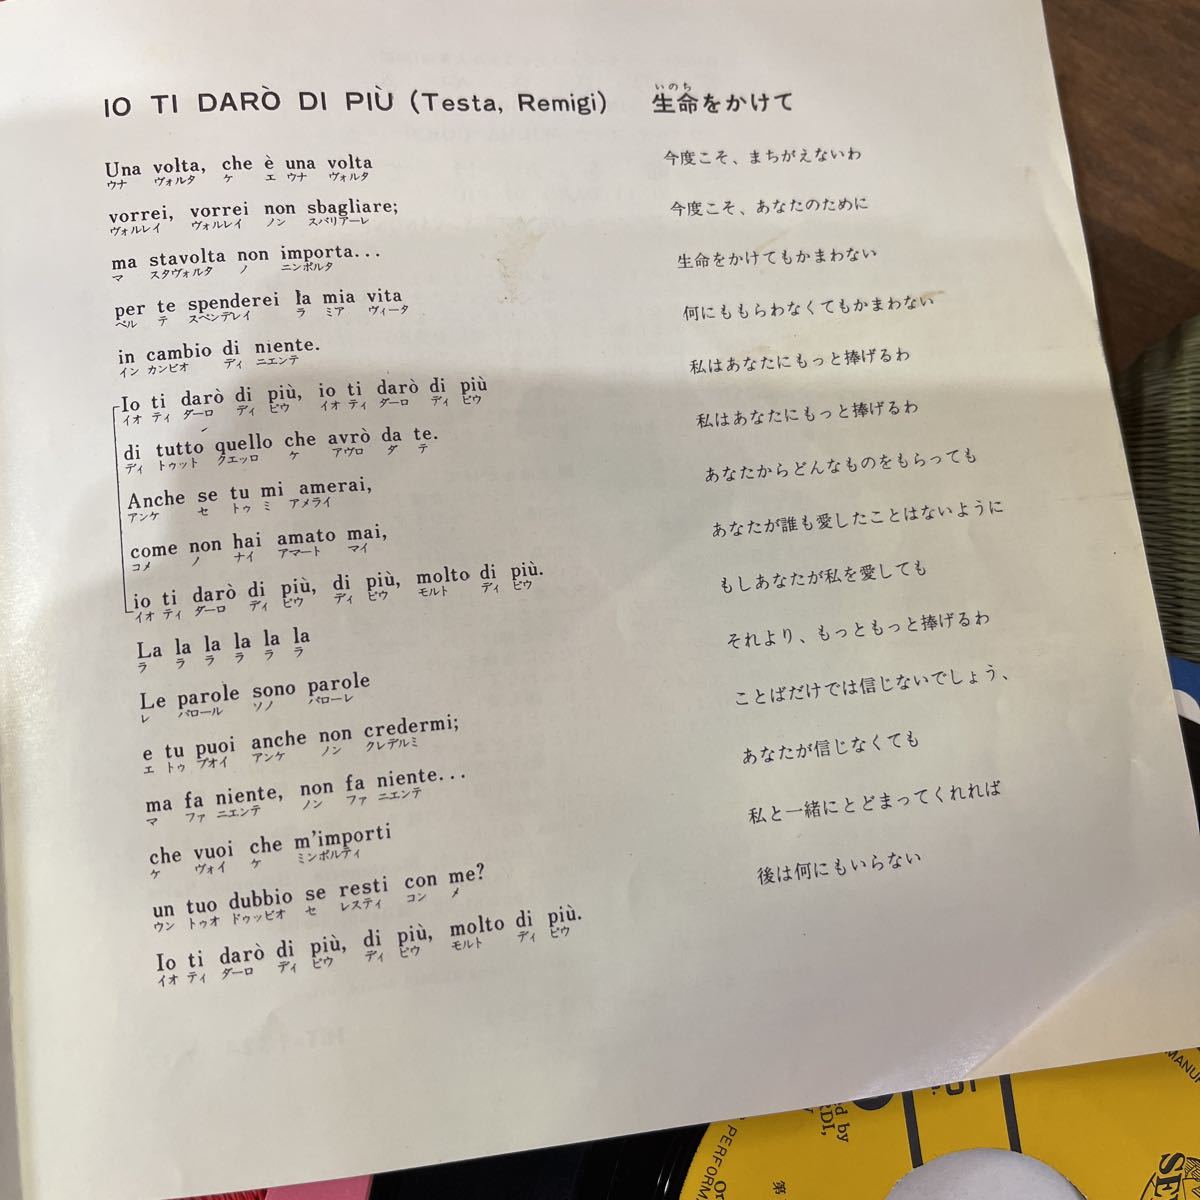 IO TI DARÒ DI PIÙ (Testa, Remigi)
いのち
生命をかけて
Una volta, che è una volta
ウナ ヴォルタ ケ エ ウナ ヴォルタ
vorrei, vorrei non sbagliare;
ヴォルレイ ヴォルレイ ノン スバリアーレ
ma stavolta non importa...
マ スタヴォルタ ノ ニンポルタ
per te spenderei la mia vita
ペル テ スペンデレイ ラ ミア ヴィータ
in cambio di niente.
イン カンビオ ディ ニエンテ
Io ti darò di più, io ti darò di più
イオ ティ ダーロ ディ ピウ イオ ティ ダーロ ディ ピウ
di tutto quello che avrò da te.
ディ トゥット クエッロ ケ アヴロ ダ テ
Anche se tu mi amerai,
アンケ セ トゥ ミ アメライ
come non hai amato mai,
コメ ノ ナイ アマート マイ
io ti darò di più, di più, molto di più.
イオ ティ ダーロ ディ ピウ ディ ピウ モルト ディ ピウ
La la la la la la
ラ ラ ラ ラ ラ ラ
Le parole sono parole
レ パロール ソノ パローレ
e tu puoi anche non credermi;
エ トゥ プオイ アンケ ノン クレデルミ
ma fa niente, non fa niente...
マ ファ ニエンテ ノン ファ ニエンテ
che vuoi che m'importi
ケ ヴォイ ケ ミンポルティ
un tuo dubbio se resti con me?
ウン トゥオ ドゥッビオ セ レスティ コン メ
Io ti darò di più, di più, molto di più.
イオ ティ ダーロ ディ ピウ ディ ピウ モルト ディ ピウ
今度こそ、まちがえないわ
今度こそ、あなたのために
生命をかけてもかまわない
何にももらわなくてもかまわない
私はあなたにもっと捧げるわ
私はあなたにもっと捧げるわ
あなたからどんなものをもらっても
あなたが誰も愛したことはないように
もしあなたが私を愛しても
それより、もっともっと捧げるわ
ことばだけでは信じないでしょう、
あなたが信じなくても
私と一緒にとどまってくれれば
後は何にもいらない
MANUF
ed by
RDI,
PERFORM
第
SE